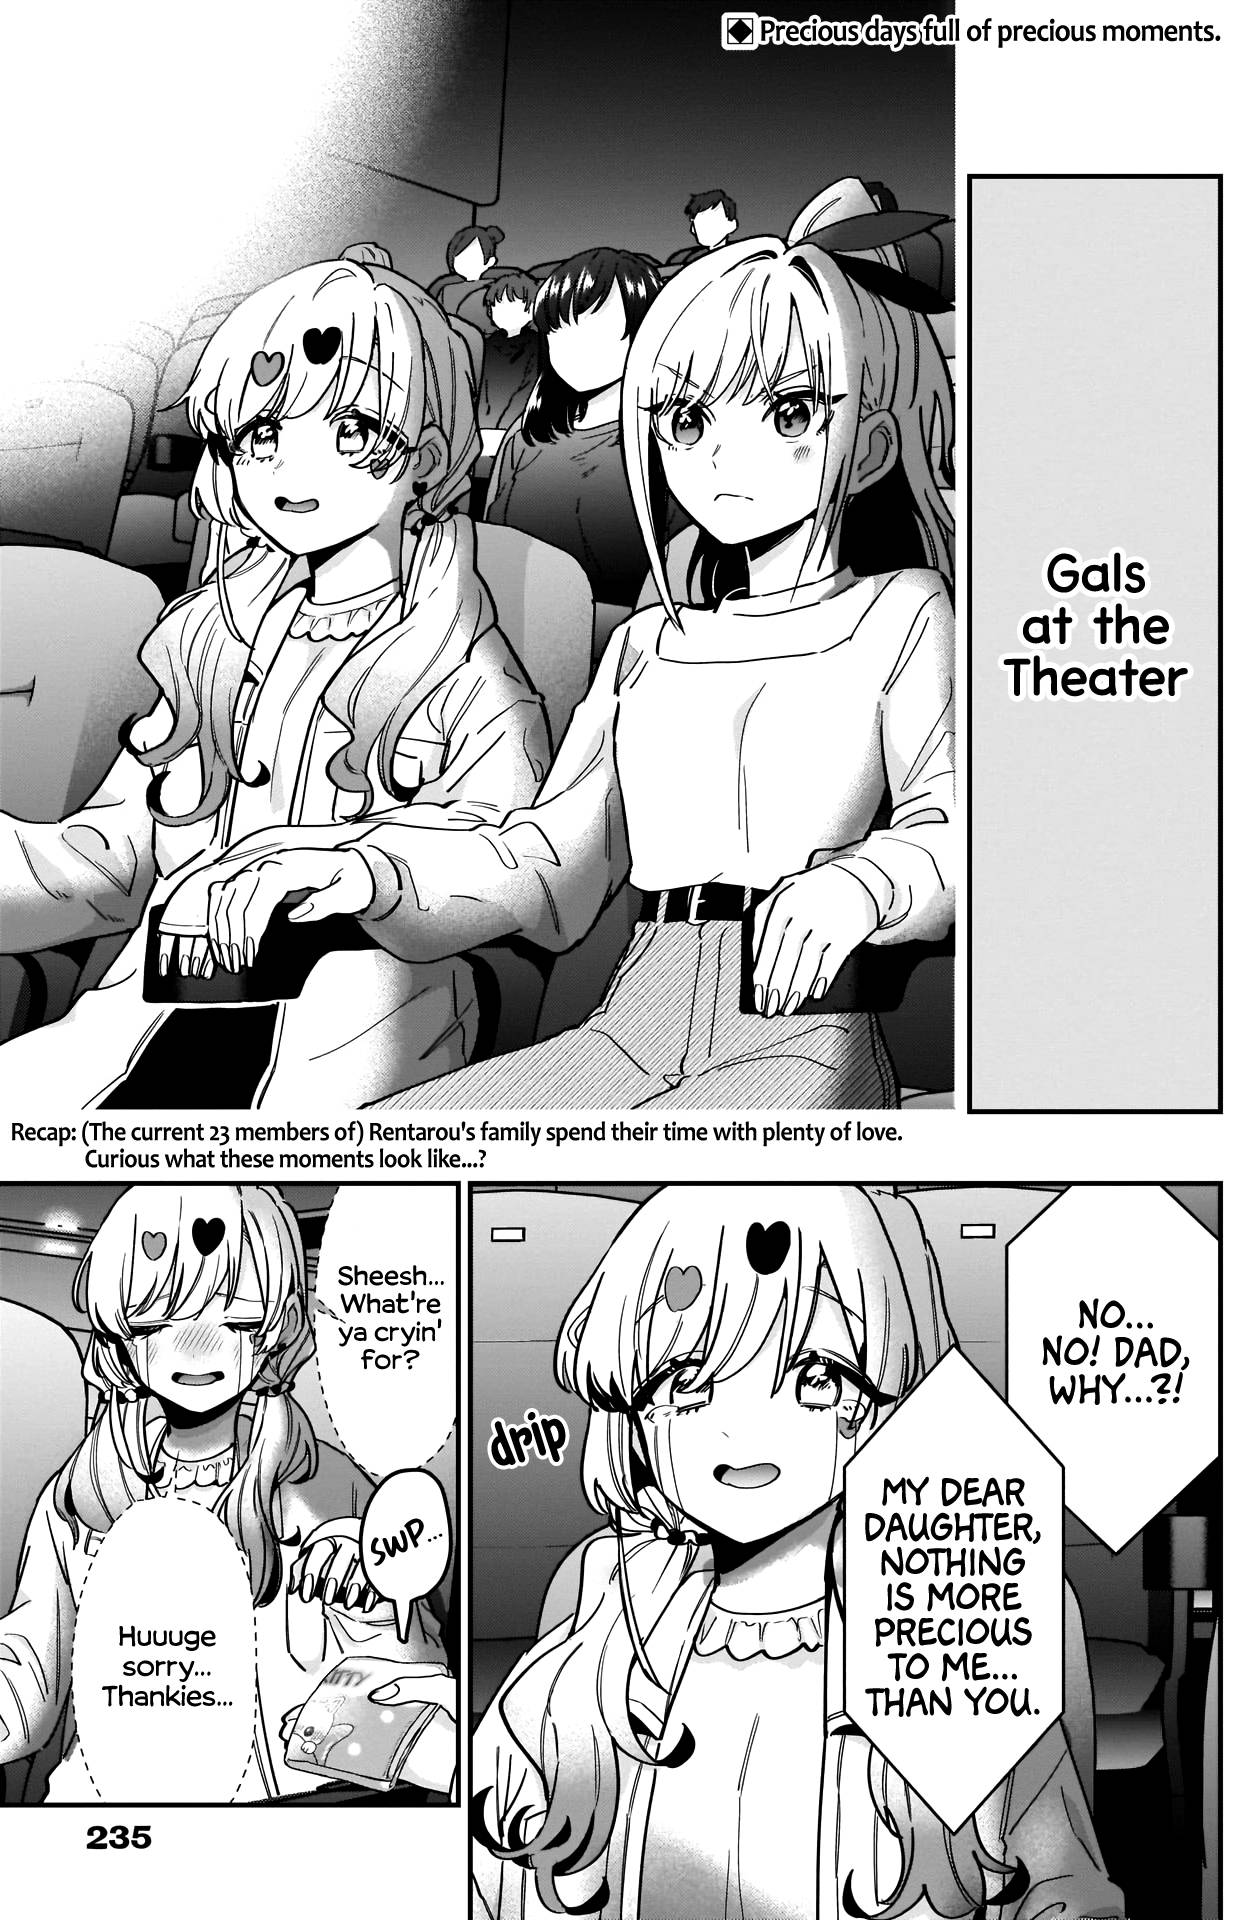 Precious days full of precious moments.
Gals
at the
Theater
Recap: (The current 23 members of) Rentarou's family spend their time with plenty of love.
Curious what these moments look like...?
NO...
NO! DAD,
WHY...?!
MY DEAR
DAUGHTER,
NOTHING
IS MORE
PRECIOUS
TO ME...
THAN YOU.
drip
Sheesh...
What're
ya cryin'
for?
SWP...
Huuuge
sorry...
Thankies...
ITTY
235